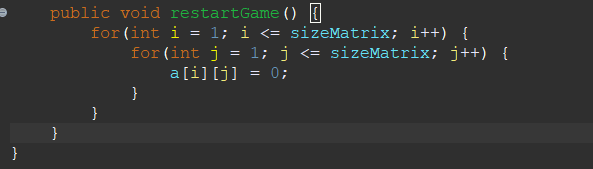 public void restartGame() {
for(int i = 1; i <= sizeMatrix; i++) {
for(int j = 1; j <= sizeMatrix; j++) {
a[i][j] = 0;
}
}
}
}